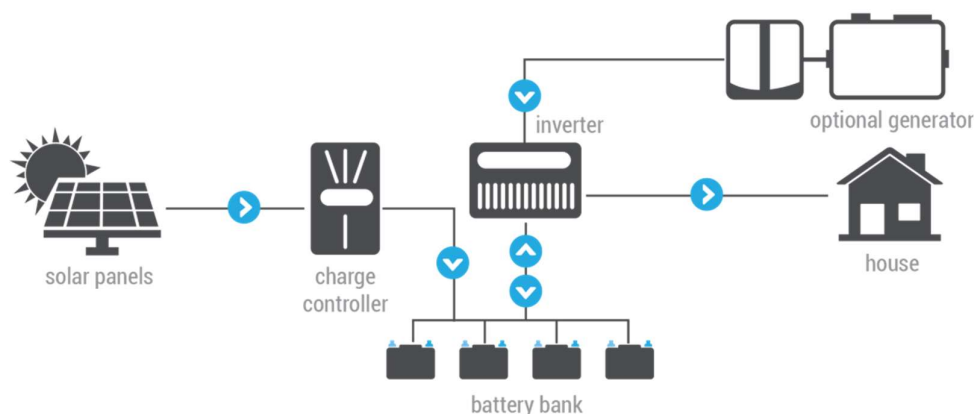 inverter
optional generator
solar panels
charge
controller
house
battery bank